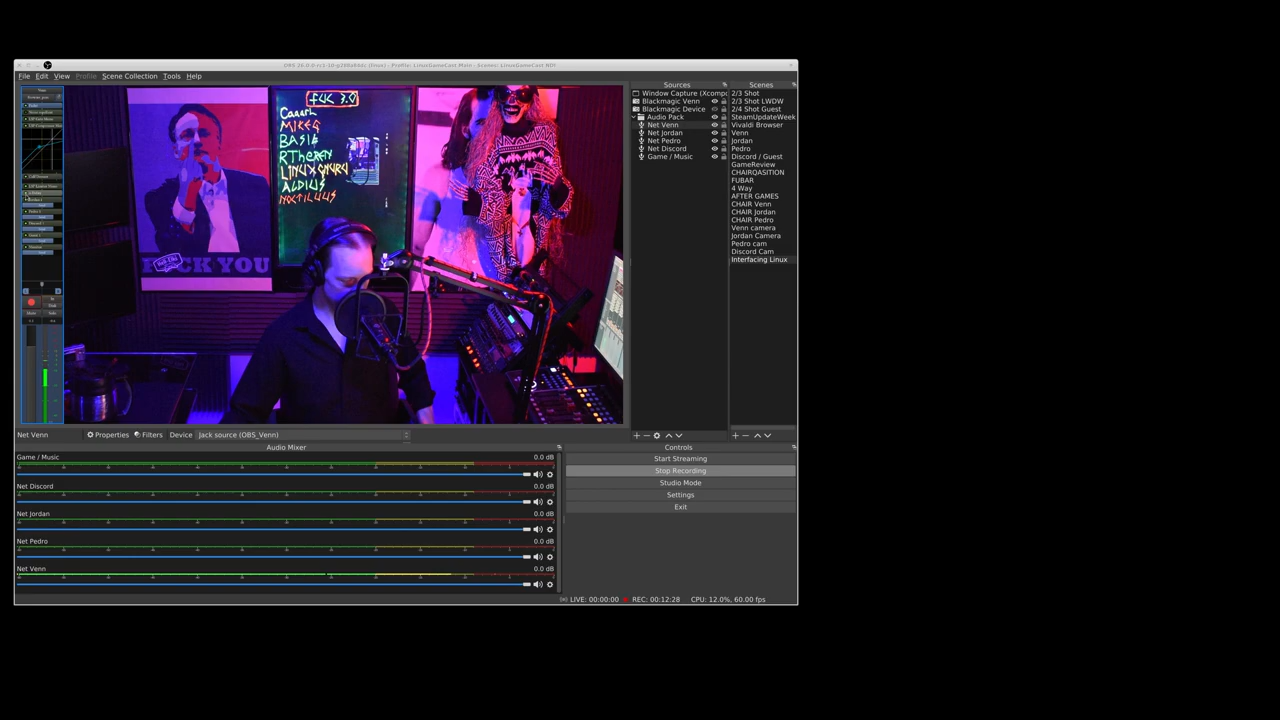 File Edit View Profile Scene Collection Tools Help
FUCK YOU
Caaarl
MIKEG
BASIE
LINUXGNURU
ALDIUS
NOCTILUUS
Sources
Window Capture (Xcomp
Blackmagic Venn
Blackmagic Device
Audio Pack
Net Venn
Net Jordan
Net Pedro
Net Discord
Game / Music
Scenes
2/3 Shot
2/3 Shot LWDW
2/4 Shot Guest
SteamUpdateWeek
Vivaldi Browser
Venn
Jordan
Pedro
Discord / Guest
GameReview
CHAIRQASITION
FUBAR
4 Way
AFTER GAMES
CHAIR Venn
CHAIR Jordan
CHAIR Pedro
Venn camera
Jordan Camera
Pedro cam
Discord Cam
Interfacing Linux
Net Venn Properties Filters Device Jack source (OBS_Venn)
Audio Mixer
Game / Music 0.0 dB
Net Discord 0.0 dB
Net Jordan 0.0 dB
Net Pedro 0.0 dB
Net Venn 0.0 dB
Controls
Start Streaming
Stop Recording
Studio Mode
Settings
Exit
LIVE: 00:00:00 REC: 00:12:28 CPU: 12.0%, 60.00 fps